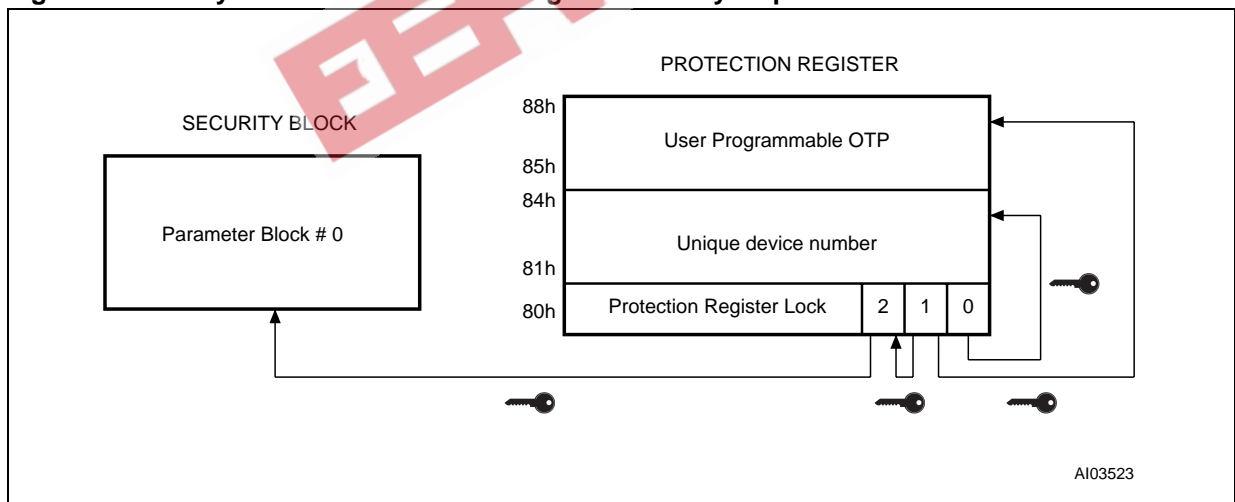 PROTECTION REGISTER
SECURITY BLOCK
88h
User Programmable OTP
85h
84h
Parameter Block # 0
Unique device number
81h
80h
Protection Register Lock
2
1
0
AI03523